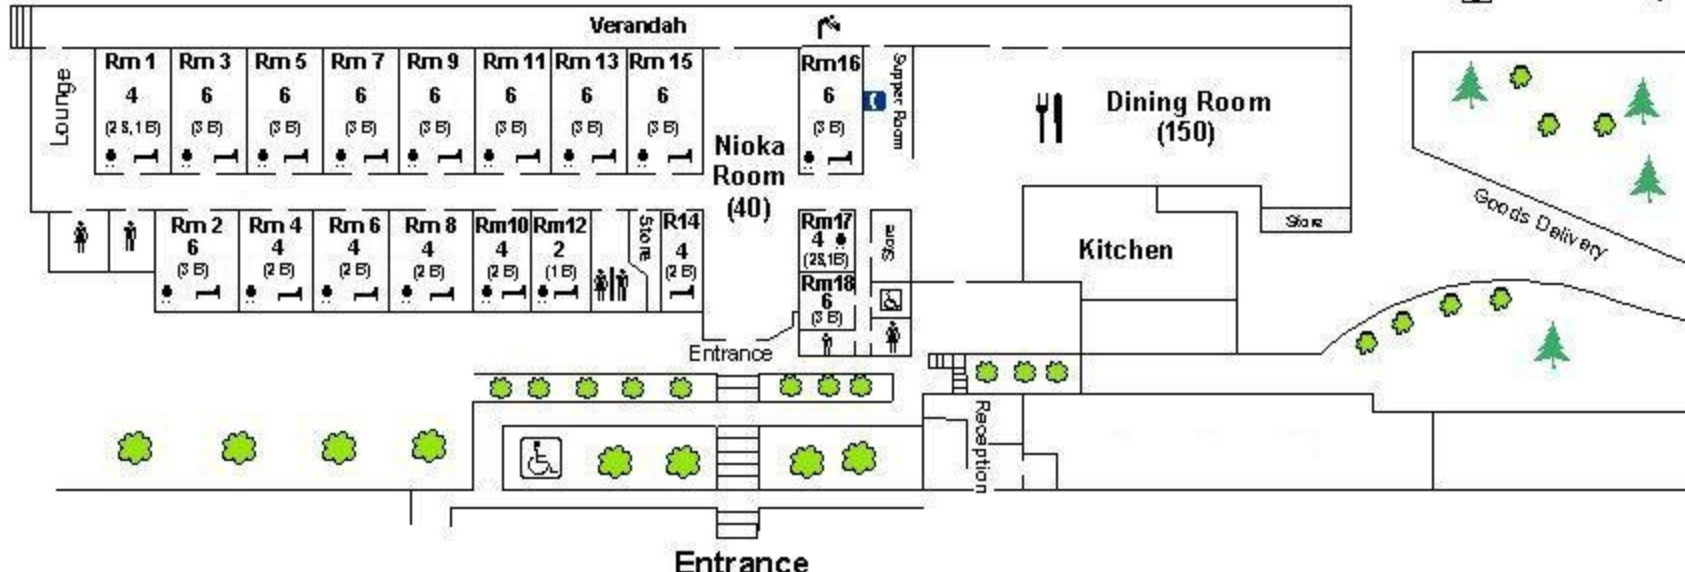 Verandah
Lounge
Rm 1
4
(2 S, 1 B)
Rm 3
6
(3 B)
Rm 5
6
(3 B)
Rm 7
6
(3 B)
Rm 9
6
(3 B)
Rm 11
6
(3 B)
Rm 13
6
(3 B)
Rm 15
6
(3 B)
Nioka
Room
(40)
Rm16
6
(3 B)
Supper Room
Dining Room
(150)
Rm 2
6
(3 B)
Rm 4
4
(2 B)
Rm 6
4
(2 B)
Rm 8
4
(2 B)
Rm10
4
(2 B)
Rm12
2
(1 B)
Store
R14
4
(2 B)
Rm17
4
(2S,1B)
Rm18
6
(3 B)
Store
Kitchen
Store
Goods Delivery
Entrance
Reception
Entrance